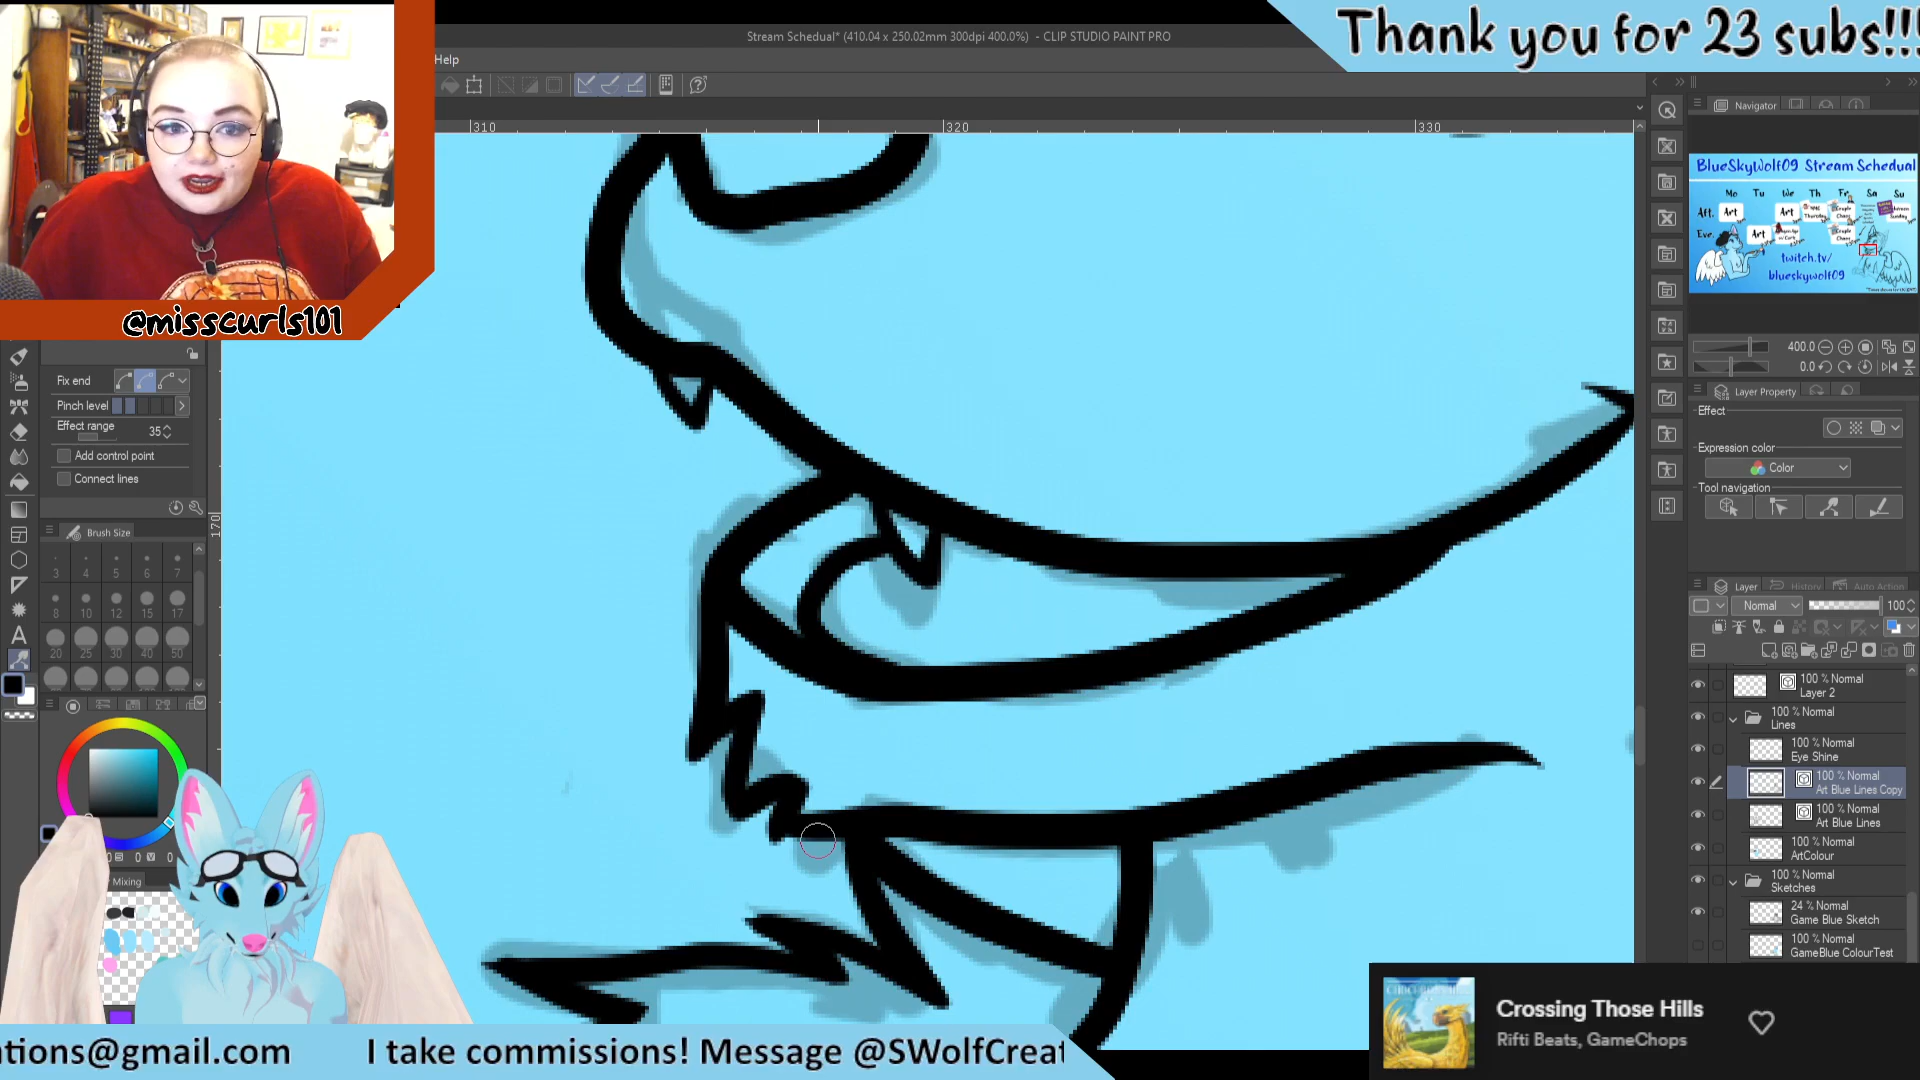 Thank you for 23 subs!!!
Stream Schedual* (410.04 x 250.02mm 300dpi 400.0%) - CLIP STUDIO PAINT PRO
Help
310
320
330
170
@misscurls101
Fix end
Pinch level
Effect range
35
Add control point
Connect lines
Brush Size
3 4 5 6 7
8 10 12 15 17
20 25 30 40 50
0 S 0 V 0
Mixing
Navigator
BlueSkyWolf09 Stream Schedual
Mo Tu We Th Fr Sa Su
Aft. Art Art
Eve. Art
twitch.tv/
blueskywolf09
400.0
0.0
Layer Property
Effect
Expression color
Color
Tool navigation
Layer
History
Auto Action
Normal
100
100 % Normal
Layer 2
100 % Normal
Lines
100 % Normal
Eye Shine
100 % Normal
Art Blue Lines Copy
100 % Normal
Art Blue Lines
100 % Normal
ArtColour
100 % Normal
Sketches
24 % Normal
Game Blue Sketch
100 % Normal
GameBlue ColourTest
Crossing Those Hills
Rifti Beats, GameChops
ations@gmail.com
I take commissions! Message @SWolfCreat